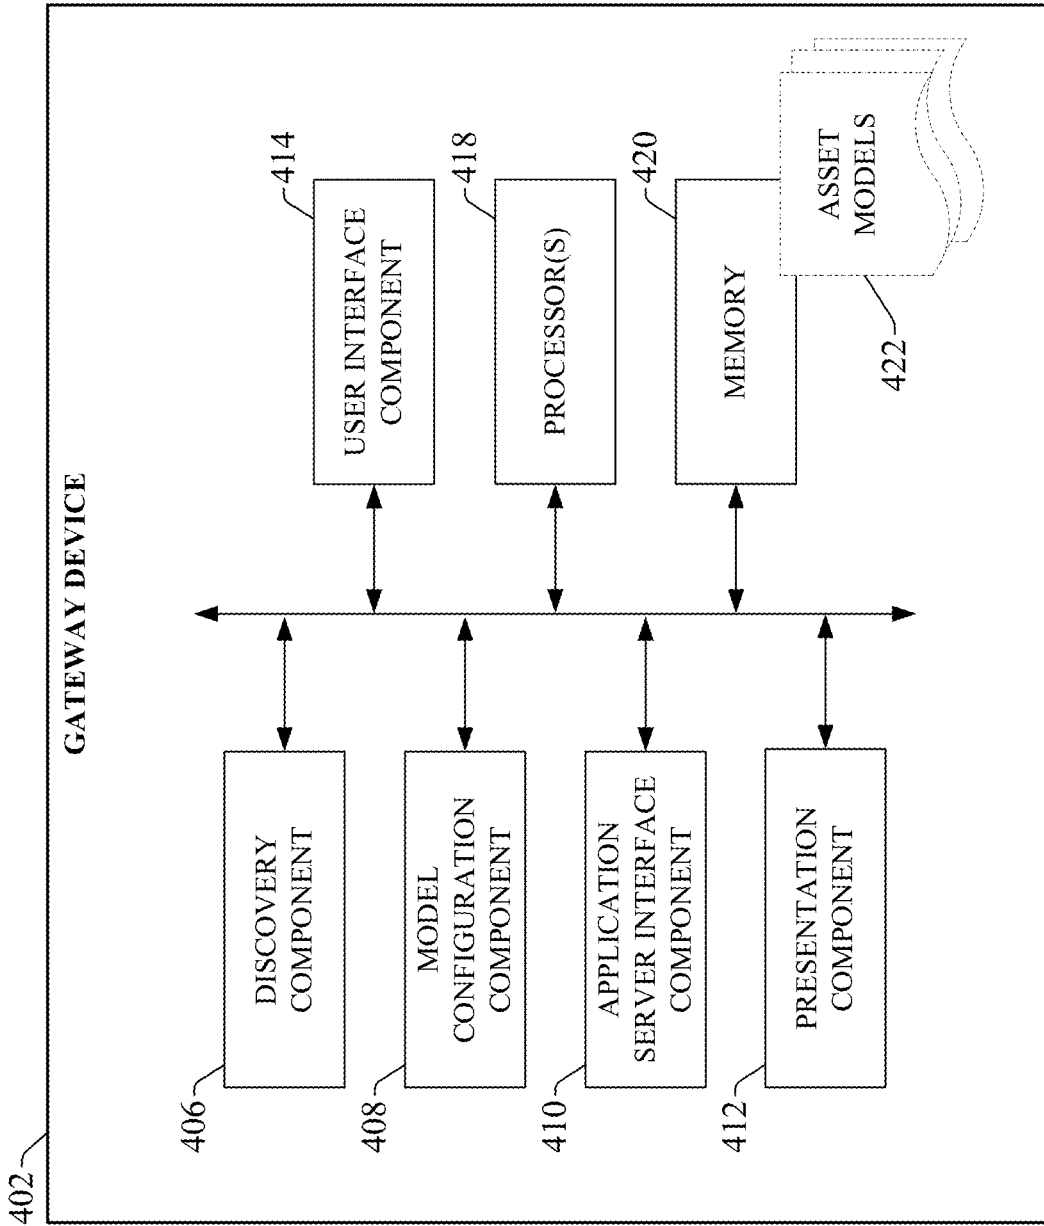 402
GATEWAY DEVICE
406
DISCOVERY
COMPONENT
408
MODEL
CONFIGURATION
COMPONENT
410
APPLICATION
SERVER INTERFACE
COMPONENT
412
PRESENTATION
COMPONENT
414
USER INTERFACE
COMPONENT
418
PROCESSOR(S)
420
MEMORY
ASSET
MODELS
422